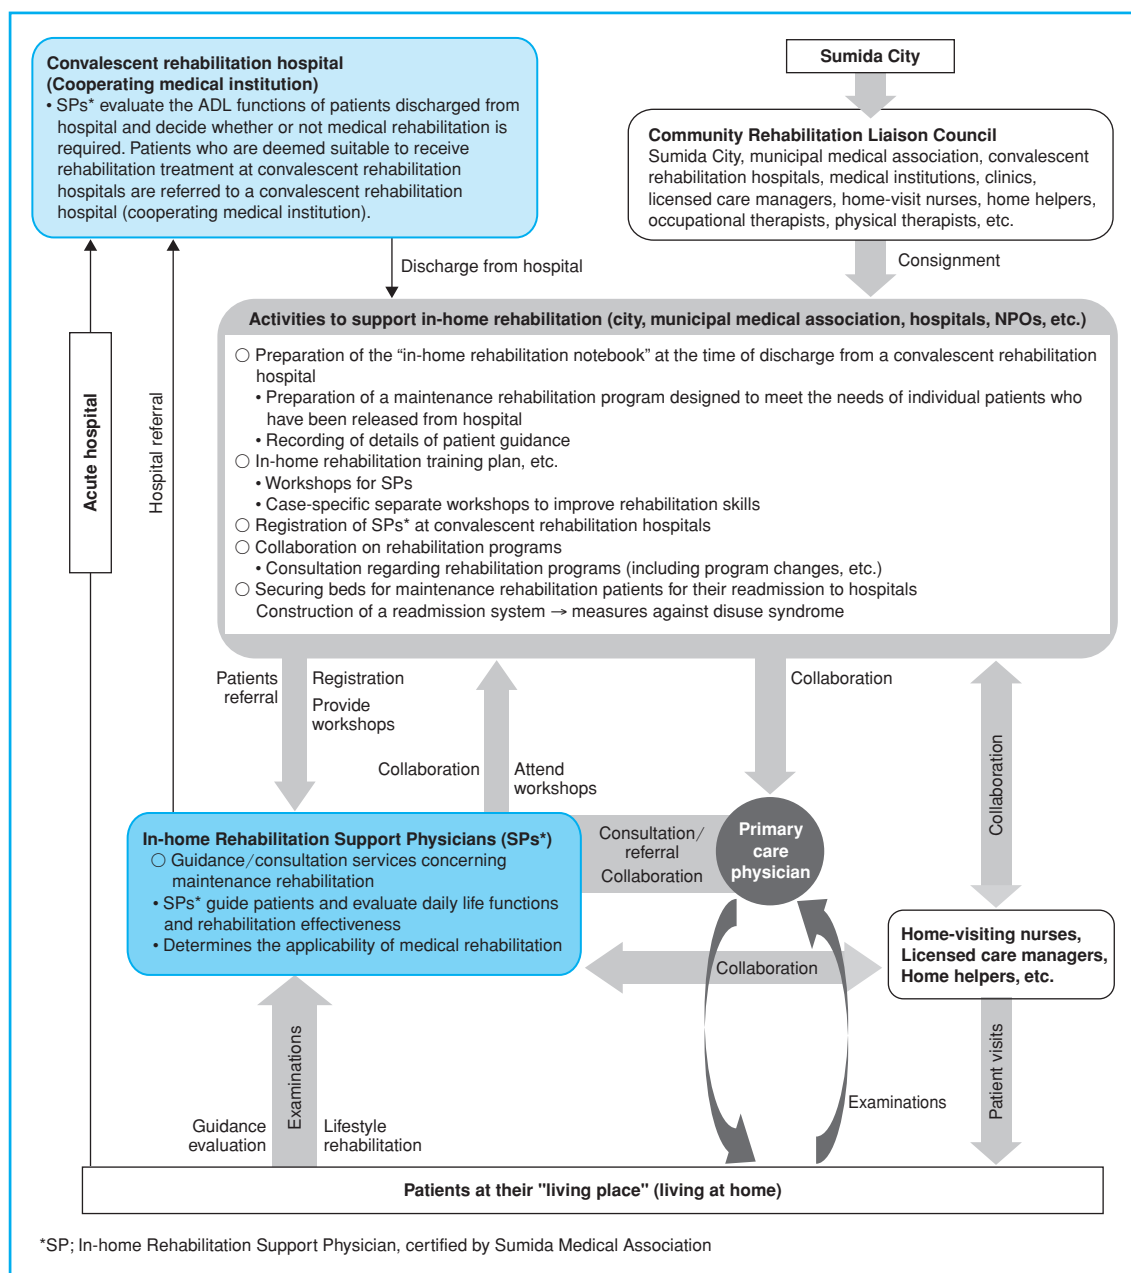 Convalescent rehabilitation hospital
(Cooperating medical institution)
• SPs* evaluate the ADL functions of patients discharged from
hospital and decide whether or not medical rehabilitation is
required. Patients who are deemed suitable to receive
rehabilitation treatment at convalescent rehabilitation
hospitals are referred to a convalescent rehabilitation
hospital (cooperating medical institution).
Sumida City
Community Rehabilitation Liaison Council
Sumida City, municipal medical association, convalescent
rehabilitation hospitals, medical institutions, clinics,
licensed care managers, home-visit nurses, home helpers,
occupational therapists, physical therapists, etc.
Discharge from hospital
Consignment
Acute hospital
Hospital referral
Activities to support in-home rehabilitation (city, municipal medical association, hospitals, NPOs, etc.)
○ Preparation of the “in-home rehabilitation notebook” at the time of discharge from a convalescent rehabilitation
hospital
• Preparation of a maintenance rehabilitation program designed to meet the needs of individual patients who
have been released from hospital
• Recording of details of patient guidance
○ In-home rehabilitation training plan, etc.
• Workshops for SPs
• Case-specific separate workshops to improve rehabilitation skills
○ Registration of SPs* at convalescent rehabilitation hospitals
○ Collaboration on rehabilitation programs
• Consultation regarding rehabilitation programs (including program changes, etc.)
○ Securing beds for maintenance rehabilitation patients for their readmission to hospitals
Construction of a readmission system → measures against disuse syndrome
Patients
referral
Registration
Provide
workshops
Collaboration
Attend
workshops
Collaboration
Collaboration
In-home Rehabilitation Support Physicians (SPs*)
○ Guidance/consultation services concerning
maintenance rehabilitation
• SPs* guide patients and evaluate daily life functions
and rehabilitation effectiveness
• Determines the applicability of medical rehabilitation
Consultation/
referral
Collaboration
Primary
care
physician
Home-visiting nurses,
Licensed care managers,
Home helpers, etc.
Collaboration
Guidance
evaluation
Examinations
Lifestyle
rehabilitation
Examinations
Patient visits
Patients at their "living place" (living at home)
*SP; In-home Rehabilitation Support Physician, certified by Sumida Medical Association